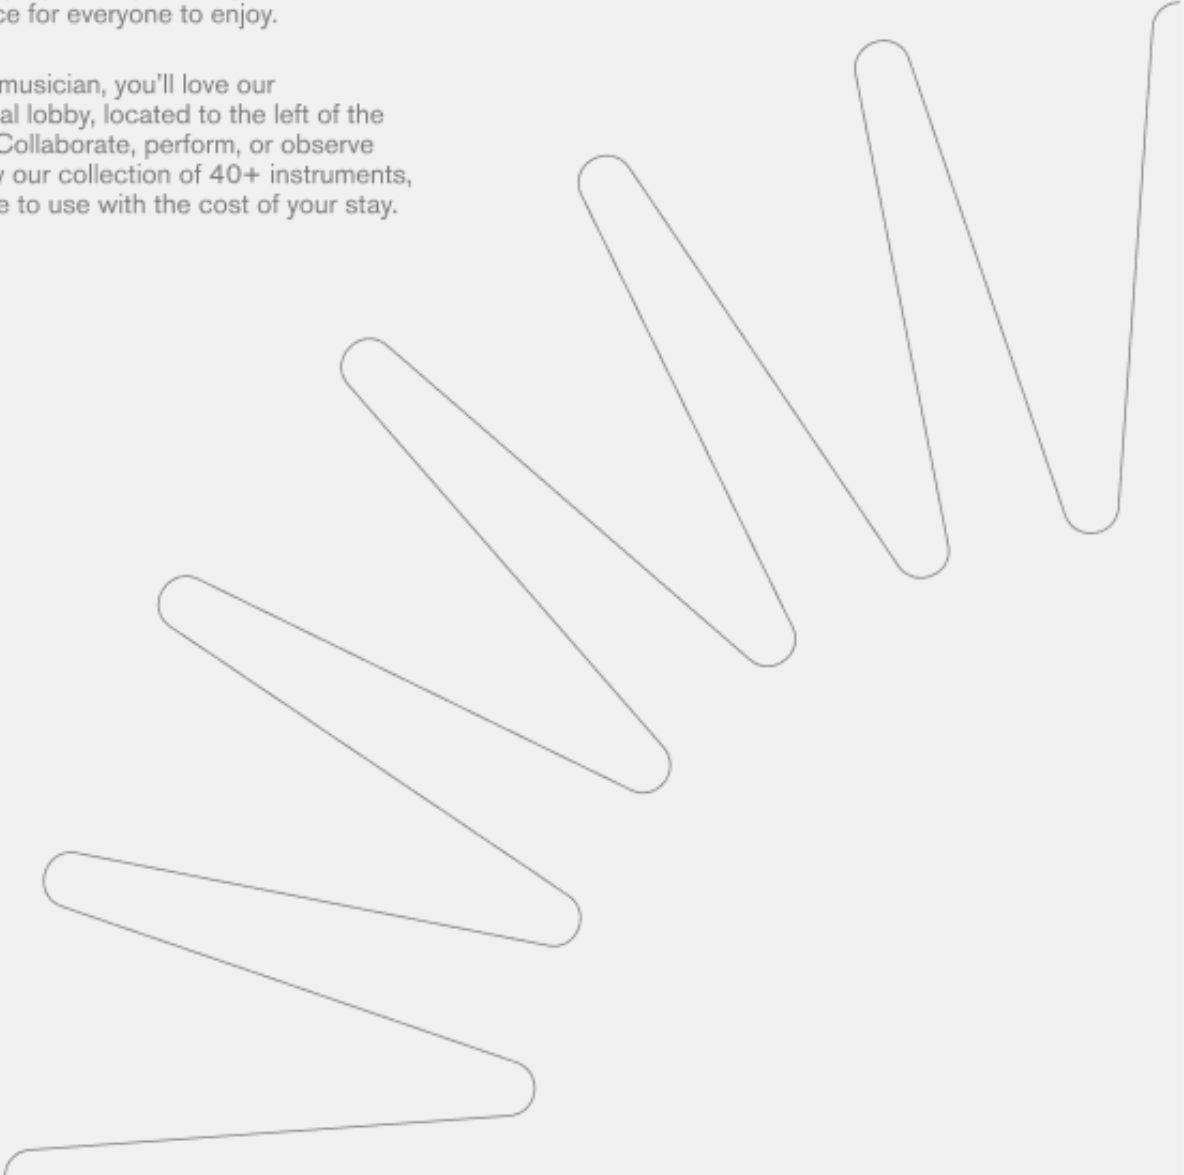 ce for everyone to enjoy.
musician, you'll love our
al lobby, located to the left of the
Collaborate, perform, or observe
our collection of 40+ instruments,
e to use with the cost of your stay.